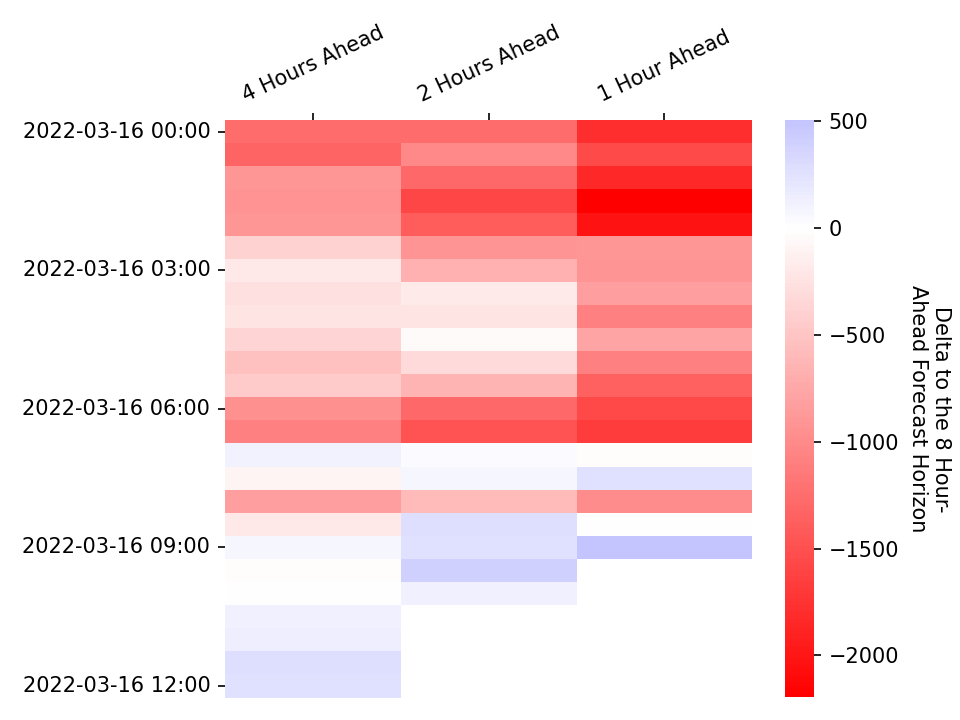 4 Hours Ahead
2 Hours Ahead
1 Hour Ahead
2022-03-16 00:00
2022-03-16 03:00
2022-03-16 06:00
2022-03-16 09:00
2022-03-16 12:00
500
0
−500
−1000
−1500
−2000
Delta to the 8 Hour-
Ahead Forecast Horizon